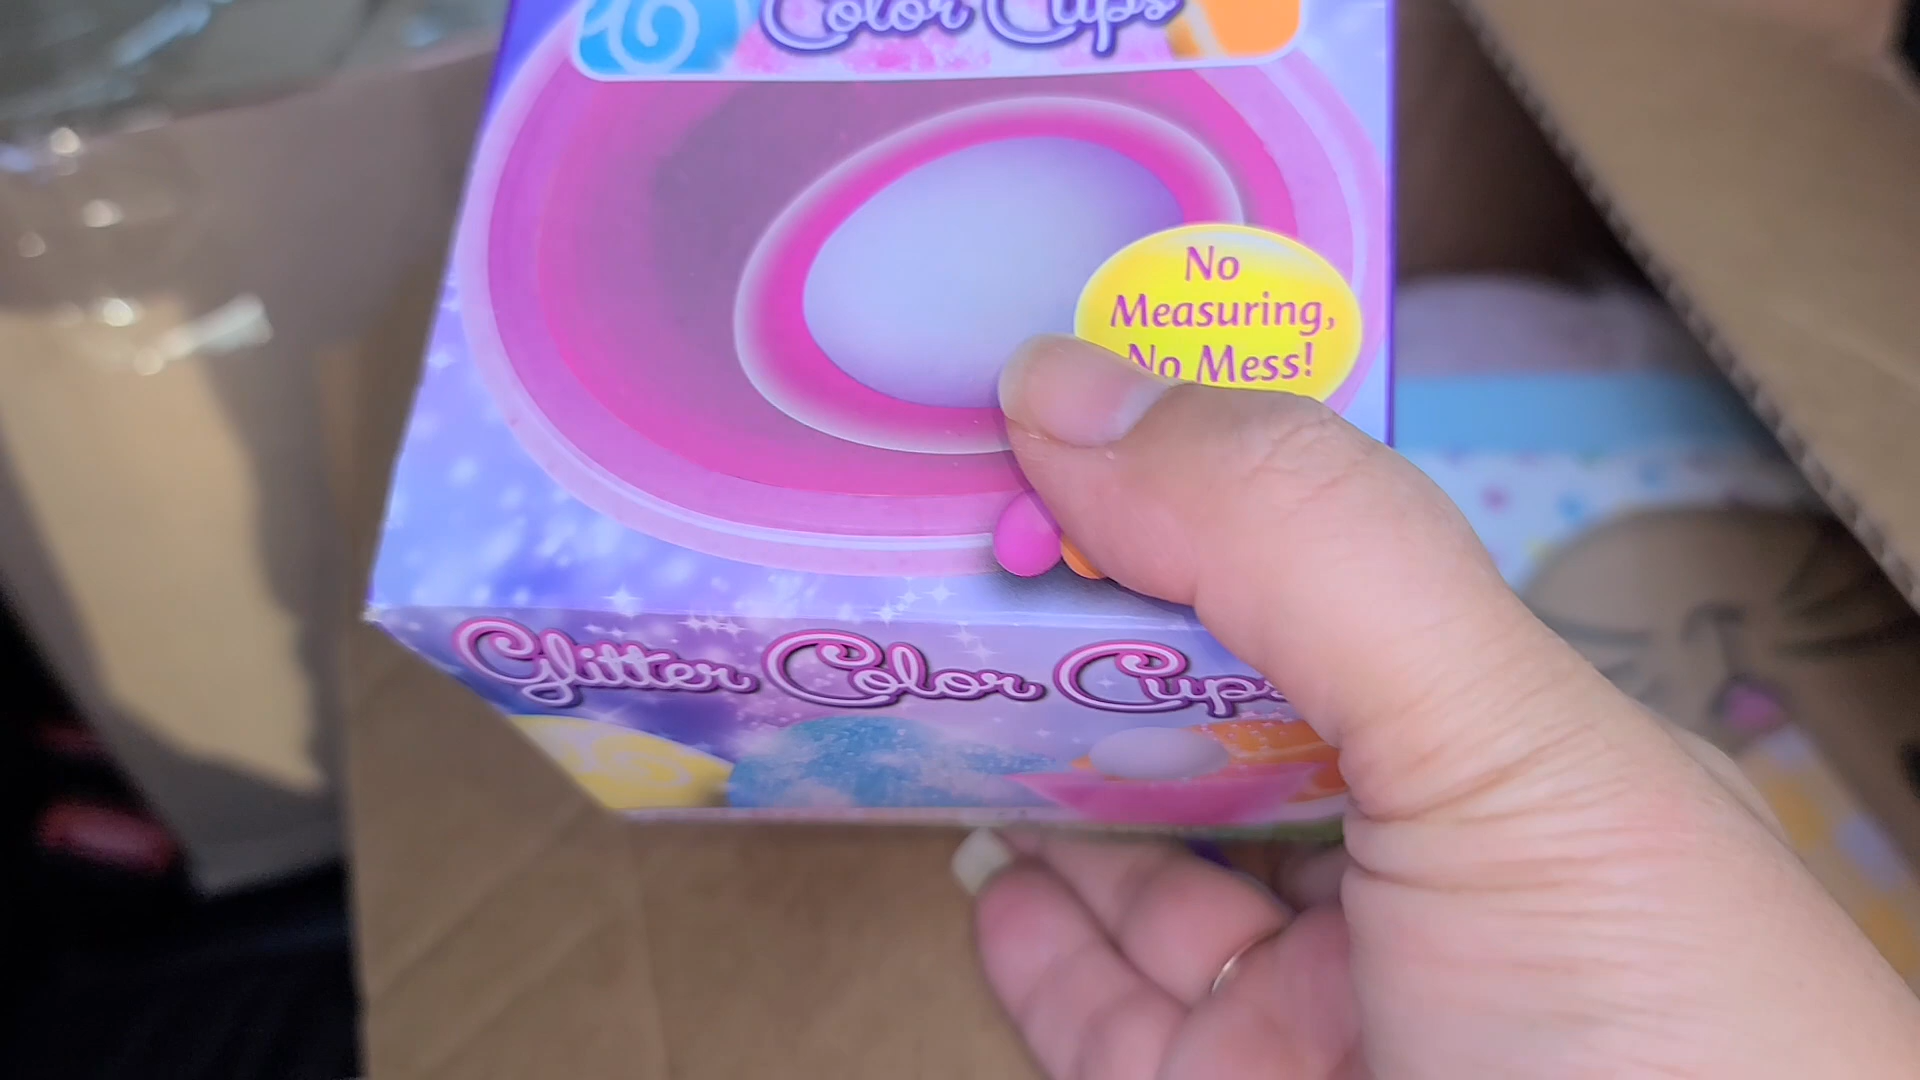 Color Cups
No
Measuring,
No Mess!
Glitter Color Cups